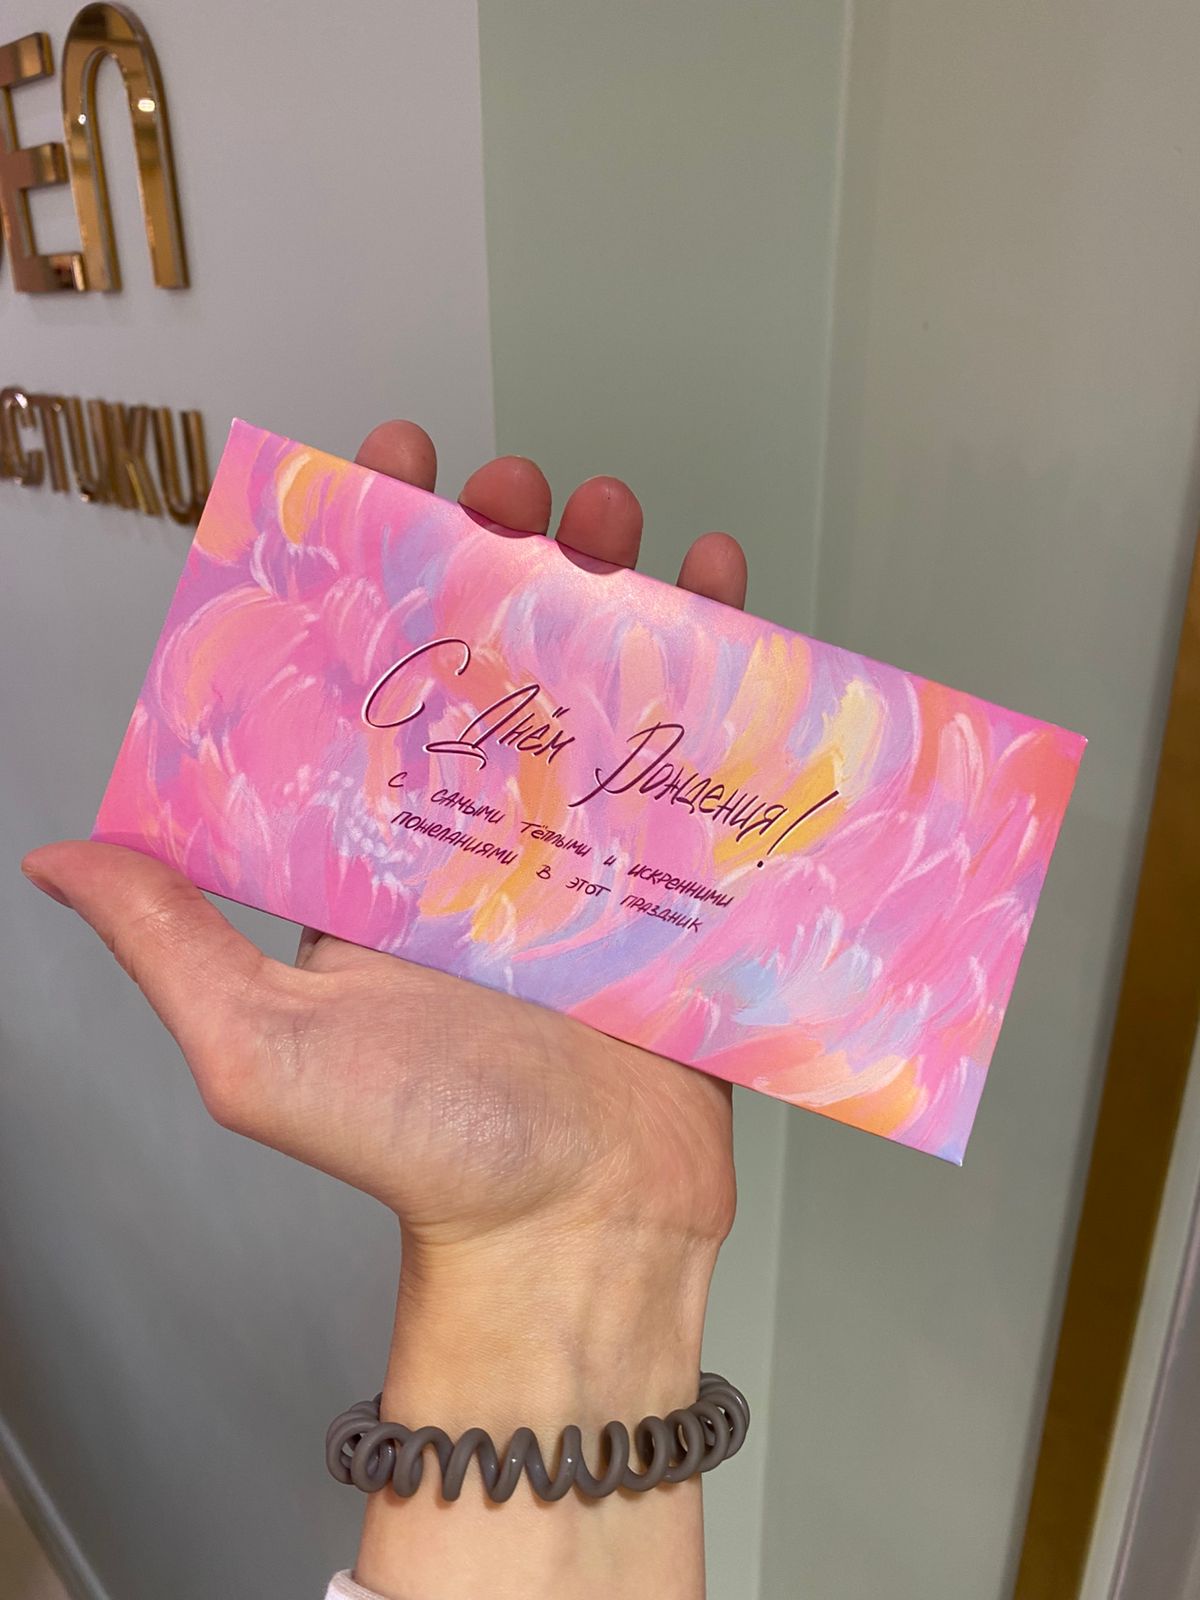 С Днём Рождения!
с самыми тёплыми и искренними
пожеланиями в этот праздник